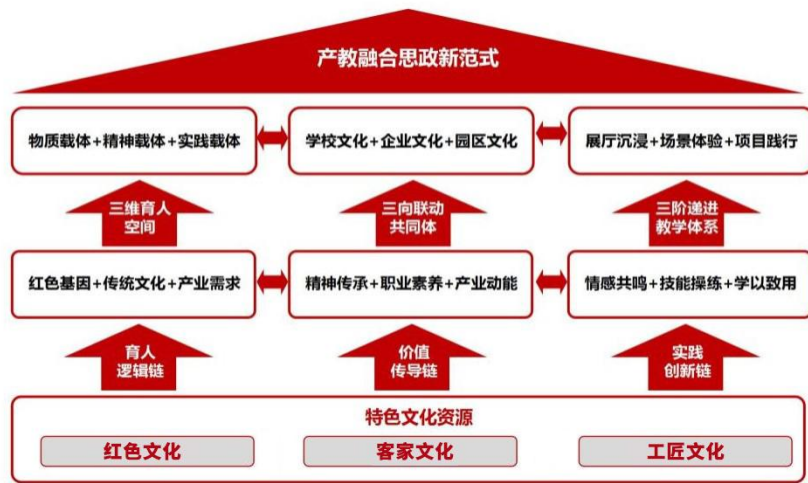 产教融合思政新范式
物质载体+精神载体+实践载体
学校文化+企业文化+园区文化
展厅沉浸+场景体验+项目践行
三维育人
空间
三向联动
共同体
三阶递进
教学体系
红色基因+传统文化+产业需求
精神传承+职业素养+产业动能
情感共鸣+技能操练+学以致用
育人
逻辑链
价值
传导链
实践
创新链
特色文化资源
红色文化
客家文化
工匠文化